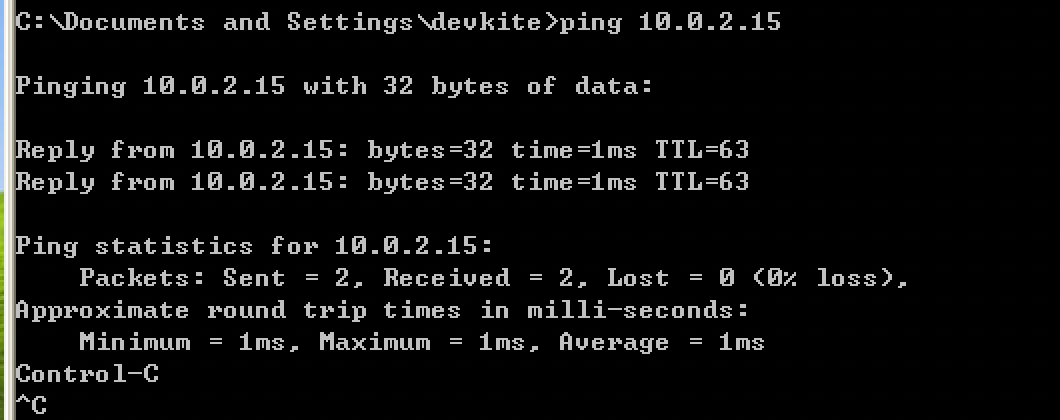 C:\Documents and Settings\devkite>ping 10.0.2.15
Pinging 10.0.2.15 with 32 bytes of data:
Reply from 10.0.2.15: bytes=32 time=1ms TTL=63
Reply from 10.0.2.15: bytes=32 time=1ms TTL=63
Ping statistics for 10.0.2.15:
    Packets: Sent = 2, Received = 2, Lost = 0 (0% loss),
Approximate round trip times in milli-seconds:
    Minimum = 1ms, Maximum = 1ms, Average = 1ms
Control-C
^C